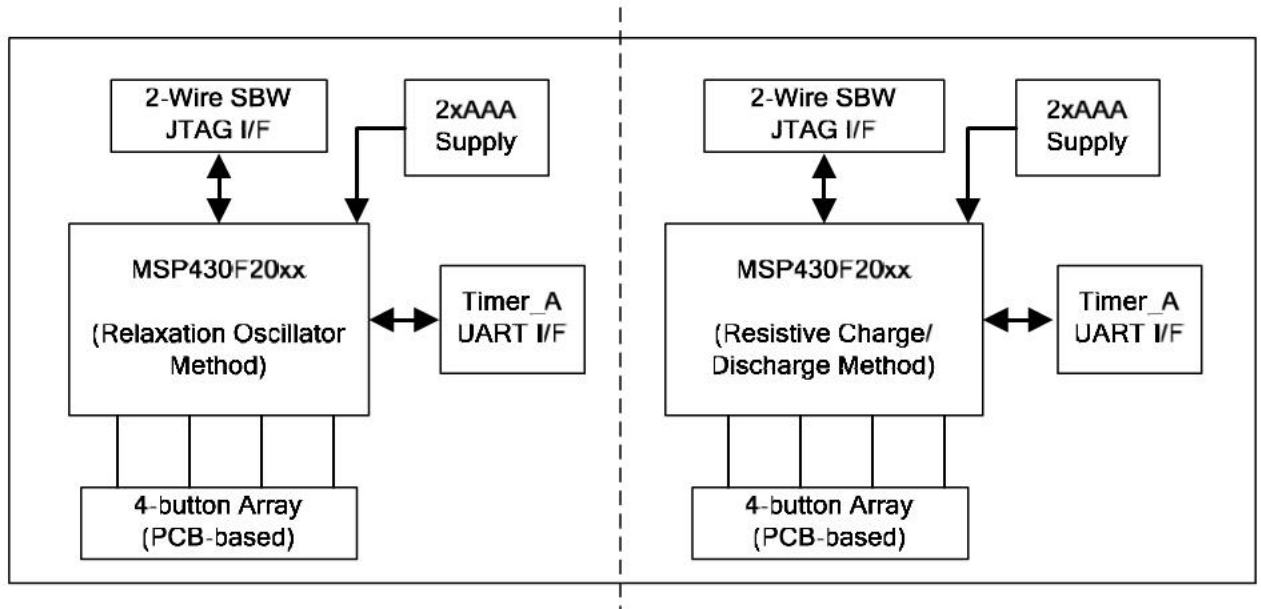 2-Wire SBW
JTAG I/F
2xAAA
Supply
MSP430F20xx
(Relaxation Oscillator
Method)
Timer_A
UART I/F
4-button Array
(PCB-based)
2-Wire SBW
JTAG I/F
2xAAA
Supply
MSP430F20xx
(Resistive Charge/
Discharge Method)
Timer_A
UART I/F
4-button Array
(PCB-based)